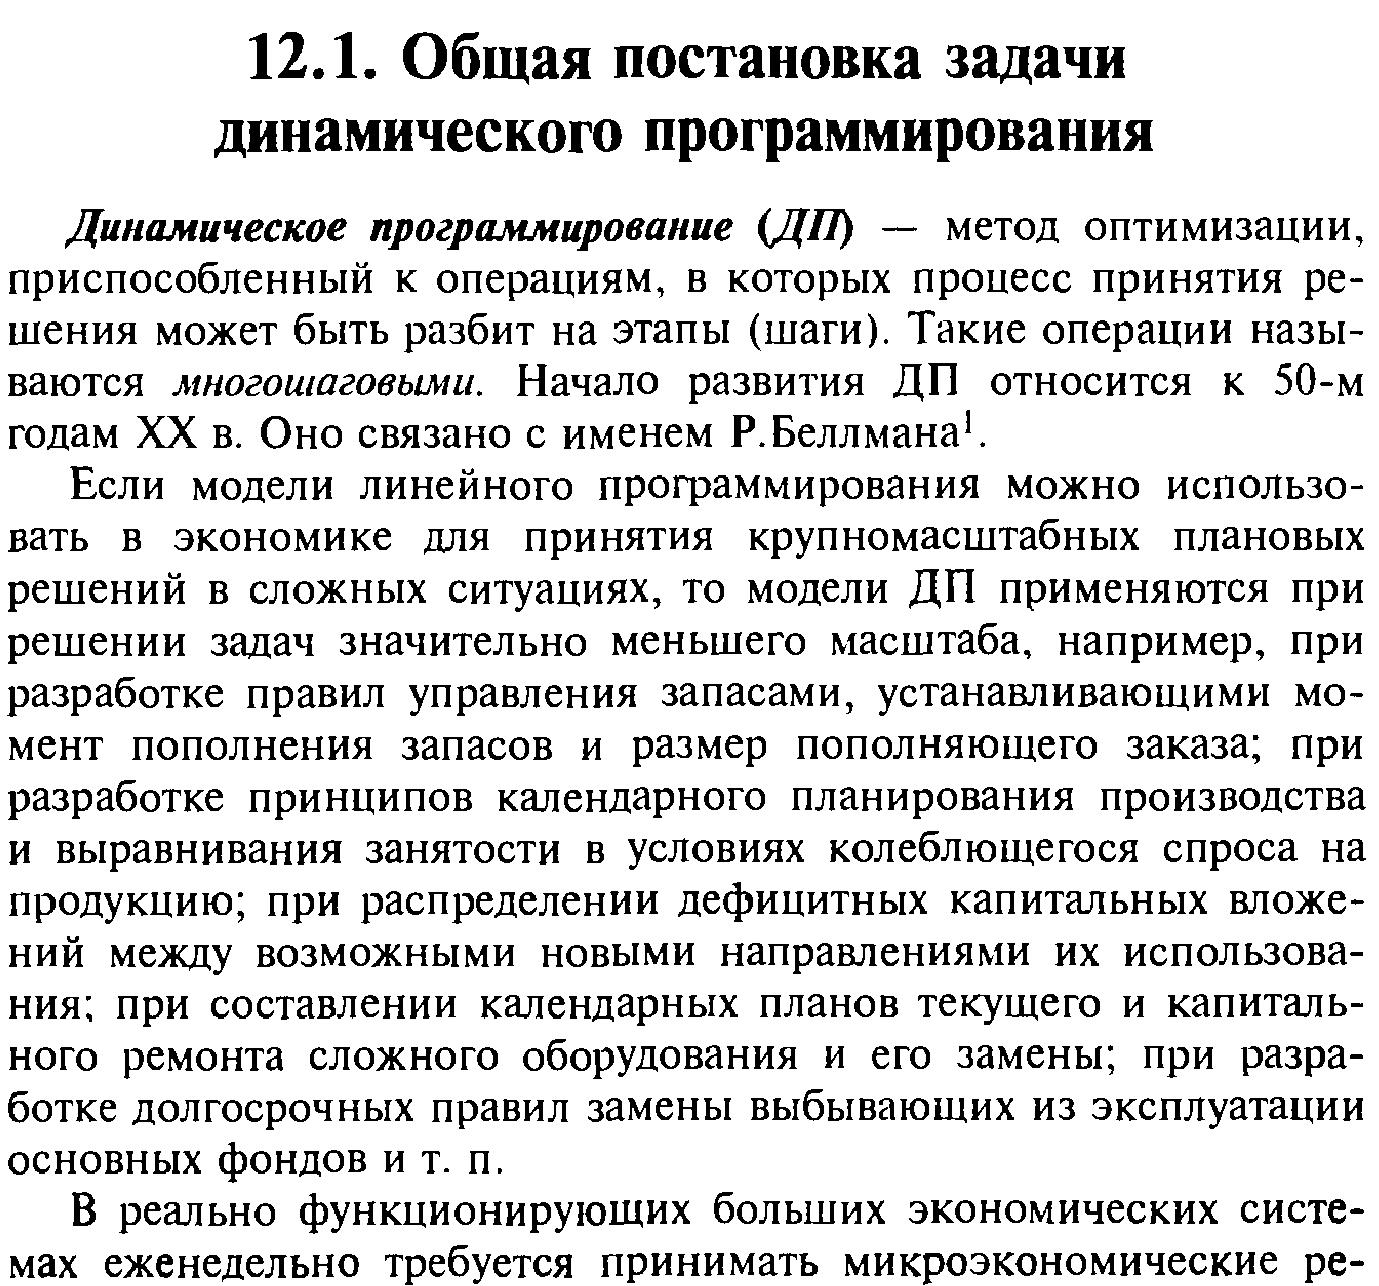 12.1. Общая постановка задачи
динамического программирования
Динамическое программирование (ДП) — метод оптимизации,
приспособленный к операциям, в которых процесс принятия ре-
шения может быть разбит на этапы (шаги). Такие операции назы-
ваются многошаговыми. Начало развития ДП относится к 50-м
годам XX в. Оно связано с именем Р.Беллмана¹.
Если модели линейного программирования можно использо-
вать в экономике для принятия крупномасштабных плановых
решений в сложных ситуациях, то модели ДП применяются при
решении задач значительно меньшего масштаба, например, при
разработке правил управления запасами, устанавливающими мо-
мент пополнения запасов и размер пополняющего заказа; при
разработке принципов календарного планирования производства
и выравнивания занятости в условиях колеблющегося спроса на
продукцию; при распределении дефицитных капитальных вложе-
ний между возможными новыми направлениями их использова-
ния; при составлении календарных планов текущего и капиталь-
ного ремонта сложного оборудования и его замены; при разра-
ботке долгосрочных правил замены выбывающих из эксплуатации
основных фондов и т. п.
В реально функционирующих больших экономических систе-
мах еженедельно требуется принимать микроэкономические ре-